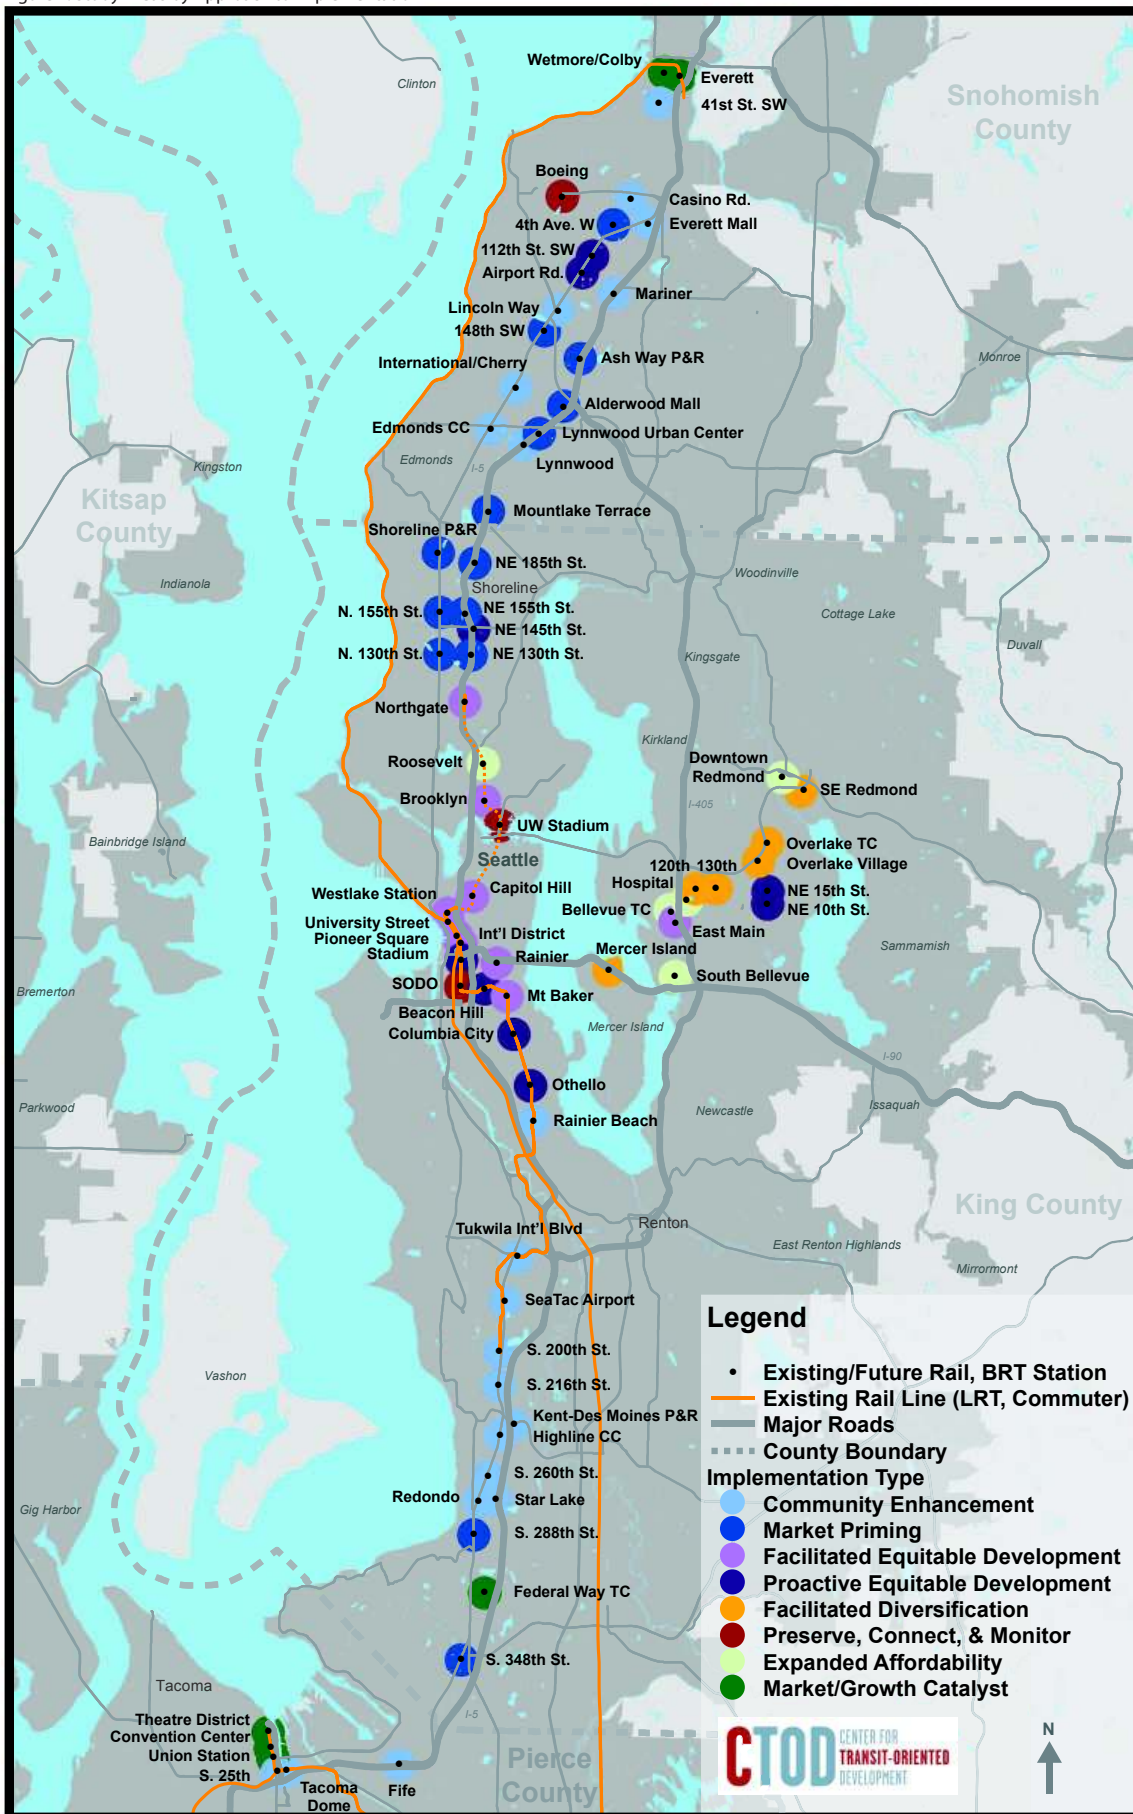 Wetmore/Colby
Everett
41st St. SW
Clinton
Snohomish
County
Boeing
Casino Rd.
4th Ave. W
Everett Mall
112th St. SW
Airport Rd.
Mariner
Lincoln Way
148th SW
International/Cherry
Ash Way P&R
Monroe
Alderwood Mall
Edmonds CC
Lynnwood Urban Center
Edmonds
I-5
Lynnwood
Kingston
Kitsap
County
Mountlake Terrace
Shoreline P&R
NE 185th St.
Indianola
Shoreline
Woodinville
N. 155th St.
NE 155th St.
Cottage Lake
NE 145th St.
Duvall
N. 130th St.
NE 130th St.
Kingsgate
Northgate
Kirkland
Roosevelt
Downtown
Redmond
SE Redmond
Brooklyn
I-405
UW Stadium
Bainbridge Island
Overlake TC
Seattle
120th 130th
Overlake Village
Hospital
Westlake Station
Capitol Hill
NE 15th St.
Bellevue TC
NE 10th St.
University Street
Int'l District
East Main
Pioneer Square
Stadium
Mercer Island
Rainier
Sammamish
South Bellevue
SODO
Bremerton
Mt Baker
Beacon Hill
Columbia City
Mercer Island
I-90
Othello
Parkwood
Newcastle
Issaquah
Rainier Beach
King County
Tukwila Int'l Blvd
Renton
East Renton Highlands
Mirrormont
SeaTac Airport
S. 200th St.
Vashon
S. 216th St.
Kent-Des Moines P&R
Highline CC
S. 260th St.
Redondo
Star Lake
Gig Harbor
S. 288th St.
Federal Way TC
S. 348th St.
Tacoma
I-5
Theatre District
Convention Center
Union Station
S. 25th
Tacoma
Dome
Fife
Pierce
County
Legend
Existing/Future Rail, BRT Station
Existing Rail Line (LRT, Commuter)
Major Roads
County Boundary
Implementation Type
Community Enhancement
Market Priming
Facilitated Equitable Development
Proactive Equitable Development
Facilitated Diversification
Preserve, Connect, & Monitor
Expanded Affordability
Market/Growth Catalyst
CTOD
CENTER FOR
TRANSIT-ORIENTED
DEVELOPMENT
N